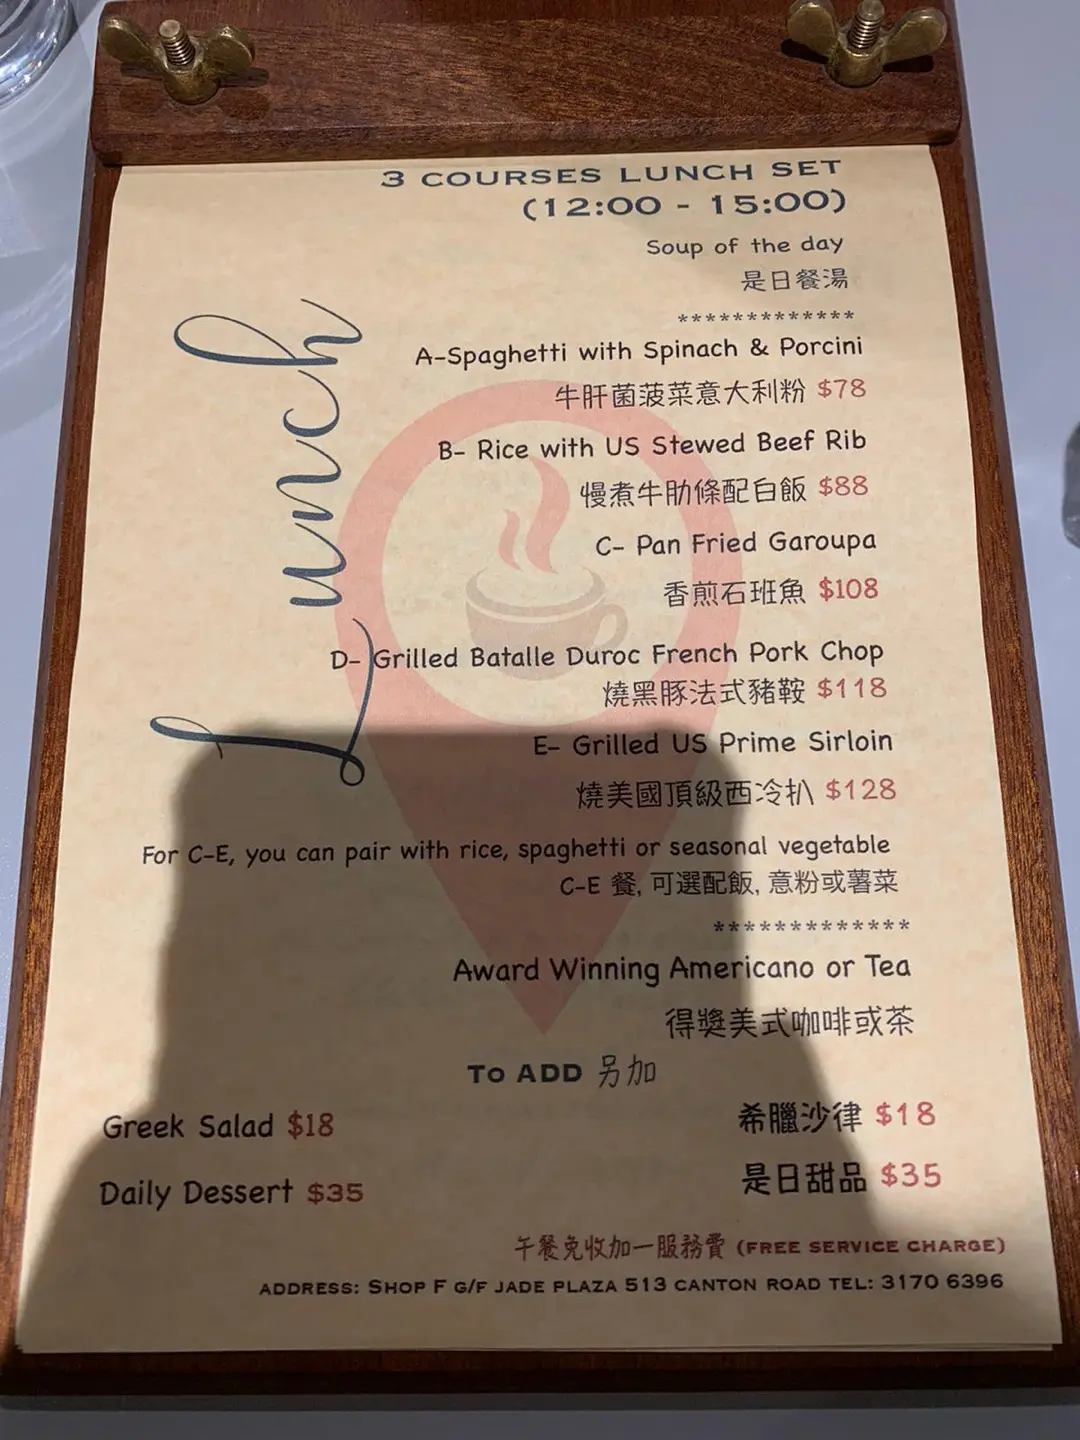 3 COURSES LUNCH SET
(12:00 - 15:00)
Soup of the day
是日餐湯
*************
Lunch
A-Spaghetti with Spinach & Porcini
牛肝菌菠菜意大利粉 $78
B- Rice with US Stewed Beef Rib
慢煮牛肋條配白飯 $88
C- Pan Fried Garoupa
香煎石班魚 $108
D- Grilled Batalle Duroc French Pork Chop
燒黑豚法式豬鞍 $118
E- Grilled US Prime Sirloin
燒美國頂級西冷扒 $128
For C-E, you can pair with rice, spaghetti or seasonal vegetable
C-E 餐, 可選配飯, 意粉或薯菜
*************
Award Winning Americano or Tea
得獎美式咖啡或茶
TO ADD 另加
Greek Salad $18 希臘沙律 $18
Daily Dessert $35 是日甜品 $35
午餐免收加一服務費 (FREE SERVICE CHARGE)
ADDRESS: SHOP F G/F JADE PLAZA 513 CANTON ROAD TEL: 3170 6396